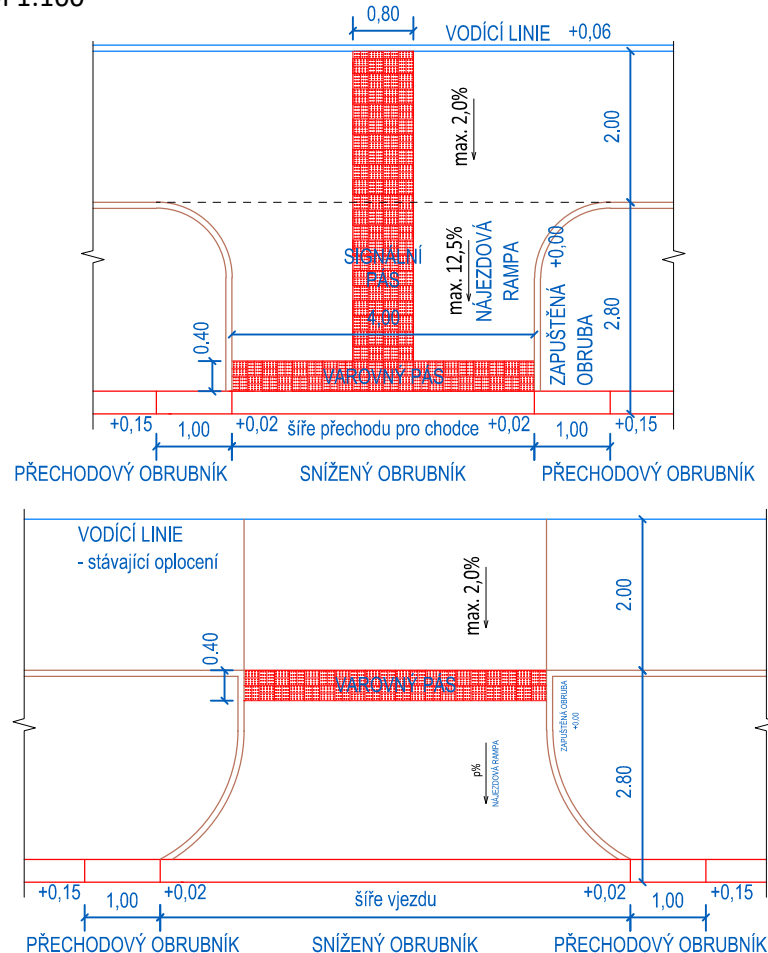 1:100
0,80
VODÍCÍ LINIE +0,06
max. 2,0%
2.00
SIGNÁLNÍ
PÁS
max. 12,5%
NÁJEZDOVÁ
RAMPA
ZAPUŠTĚNÁ +0,00
OBRUBA
2.80
4,00
0.40
VAROVNÝ PÁS
+0,15
1,00
+0,02
šíře přechodu pro chodce
+0,02
1,00
+0,15
PŘECHODOVÝ OBRUBNÍK
SNÍŽENÝ OBRUBNÍK
PŘECHODOVÝ OBRUBNÍK
VODÍCÍ LINIE
- stávající oplocení
max. 2,0%
2.00
0.40
VAROVNÝ PÁS
ZAPUŠTĚNÁ OBRUBA
+0,00
p%
NÁJEZDOVÁ RAMPA
2.80
+0,15
1,00
+0,02
šíře vjezdu
+0,02
1,00
+0,15
PŘECHODOVÝ OBRUBNÍK
SNÍŽENÝ OBRUBNÍK
PŘECHODOVÝ OBRUBNÍK